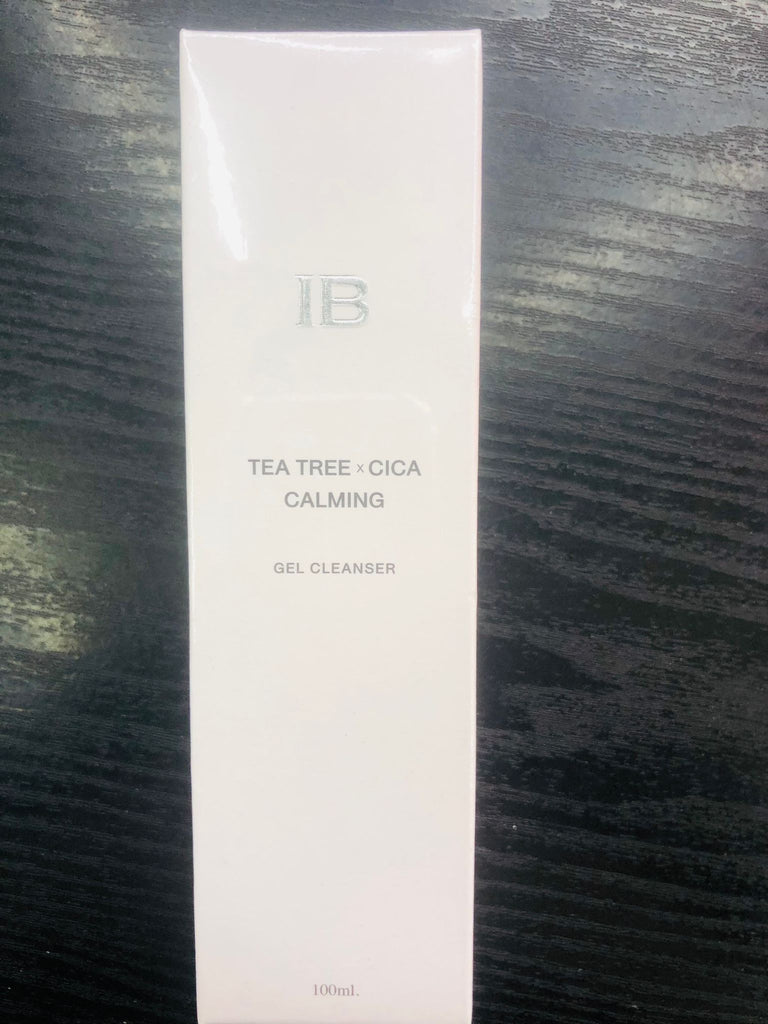 IB
TEA TREE x CICA
CALMING
GEL CLEANSER
100ml.